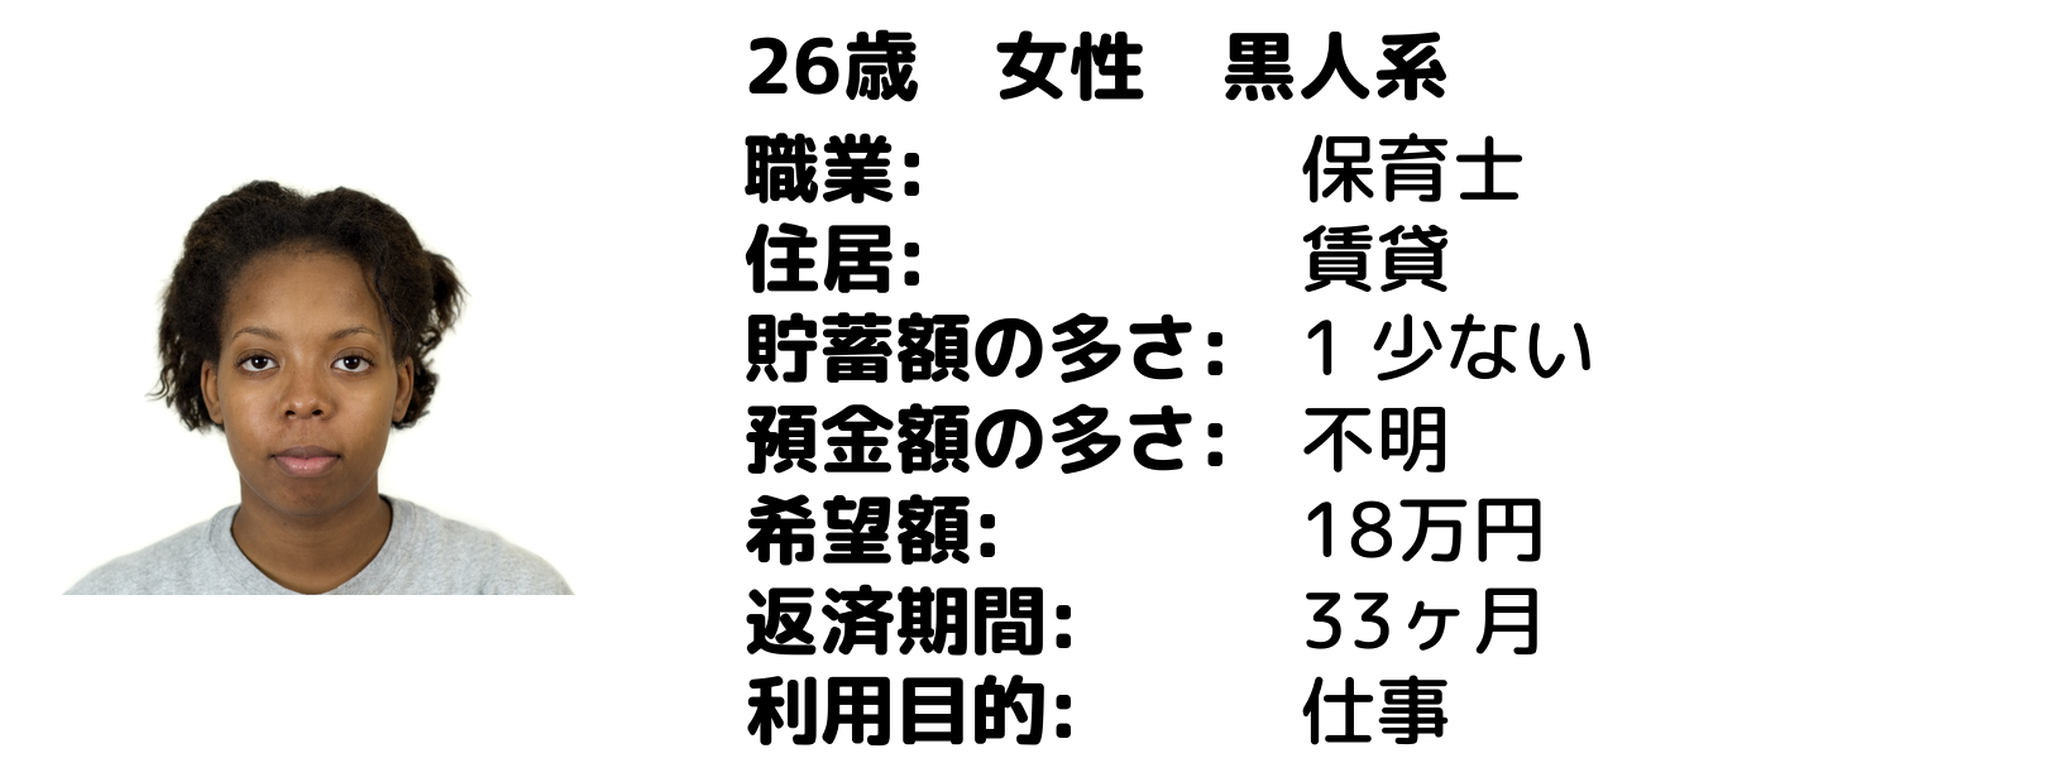 26歳　女性　黒人系
職業: 保育士
住居: 賃貸
貯蓄額の多さ: 1 少ない
預金額の多さ: 不明
希望額: 18万円
返済期間: 33ヶ月
利用目的: 仕事